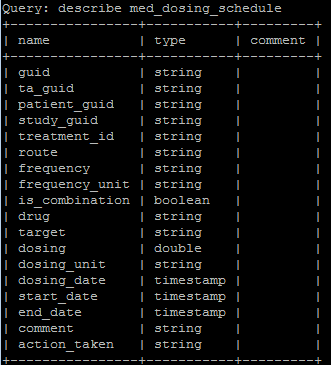 Query: describe med_dosing_schedule
+-----------------+-----------+---------+
| name            | type      | comment |
+-----------------+-----------+---------+
| guid            | string    |         |
| ta_guid         | string    |         |
| patient_guid    | string    |         |
| study_guid      | string    |         |
| treatment_id    | string    |         |
| route           | string    |         |
| frequency       | string    |         |
| frequency_unit  | string    |         |
| is_combination  | boolean   |         |
| drug            | string    |         |
| target          | string    |         |
| dosing          | double    |         |
| dosing_unit     | string    |         |
| dosing_date     | timestamp |         |
| start_date      | timestamp |         |
| end_date        | timestamp |         |
| comment         | string    |         |
| action_taken    | string    |         |
+-----------------+-----------+---------+